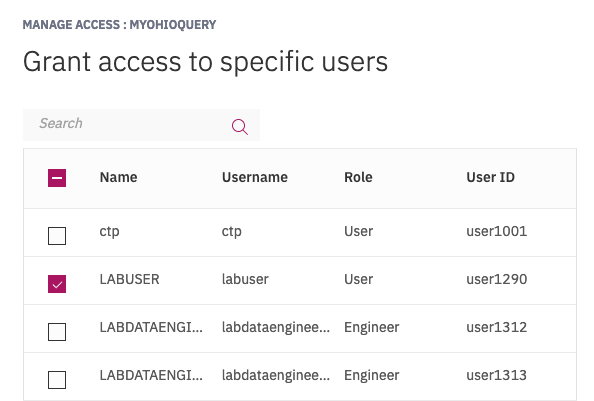 MANAGE ACCESS : MYOHIOQUERY
Grant access to specific users
Search
Name Username Role User ID
ctp ctp User user1001
LABUSER labuser User user1290
LABDATAENGI... labdataenginee... Engineer user1312
LABDATAENGI... labdataenginee... Engineer user1313